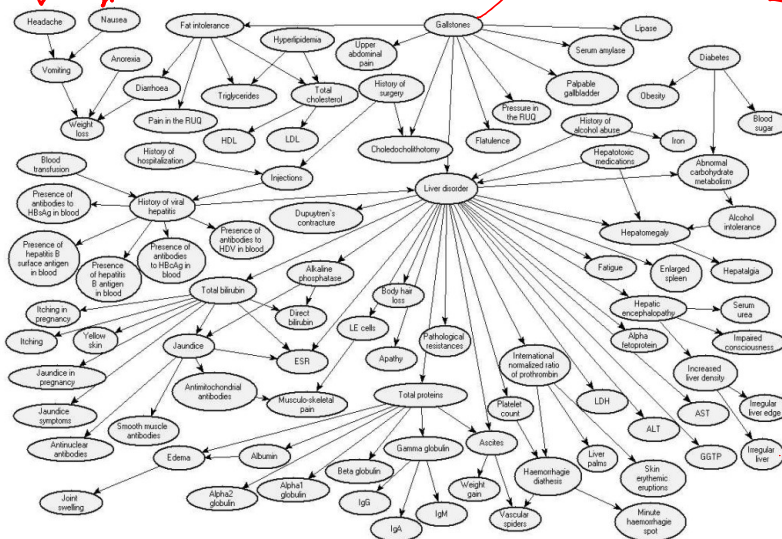 Headache
Nausea
Fat intolerance
Gallstones
Lipase
Hyperlipidemia
Upper
abdominal
pain
Serum amylase
Vomiting
Anorexia
Diabetes
Diarrhoea
Triglycerides
Total
cholesterol
History of
surgery
Palpable
gallbladder
Obesity
Weight
loss
Pain in the RUQ
HDL
LDL
Pressure in
the RUQ
Flatulence
Blood
sugar
History of
alcohol abuse
Iron
Choledocholithotomy
History of
hospitalization
Hepatotoxic
medications
Blood
transfusion
Injections
Abnormal
carbohydrate
metabolism
Presence of
antibodies to
HBsAg in blood
History of viral
hepatitis
Liver disorder
Dupuytren's
contracture
Presence of
antibodies to
HDV in blood
Hepatomegaly
Alcohol
intolerance
Presence of
hepatitis B
surface antigen
in blood
Presence
of hepatitis
B antigen
in blood
Presence of
antibodies
to HBcAg in
blood
Alkaline
phosphatase
Fatigue
Enlarged
spleen
Hepatalgia
Total bilirubin
Body hair
loss
Itching in
pregnancy
Direct
bilirubin
Hepatic
encephalopathy
Serum
urea
Itching
Yellow
skin
Jaundice
LE cells
Pathological
resistances
Alpha
fetoprotein
Impaired
consciousness
ESR
Apathy
International
normalized ratio
of prothrombin
Jaundice in
pregnancy
Increased
liver density
Antimitochondrial
antibodies
Musculo-skeletal
pain
Total proteins
Platelet
count
LDH
AST
Irregular
liver edge
Jaundice
symptoms
Smooth muscle
antibodies
ALT
Antinuclear
antibodies
Edema
Albumin
Beta globulin
Gamma globulin
Ascites
Liver
palms
GGTP
Irregular
liver
Haemorrhagie
diathesis
Skin
erythemic
eruptions
Joint
swelling
Alpha2
globulin
Alpha1
globulin
IgG
IgM
Weight
gain
IgA
Vascular
spiders
Minute
haemorrhagie
spot